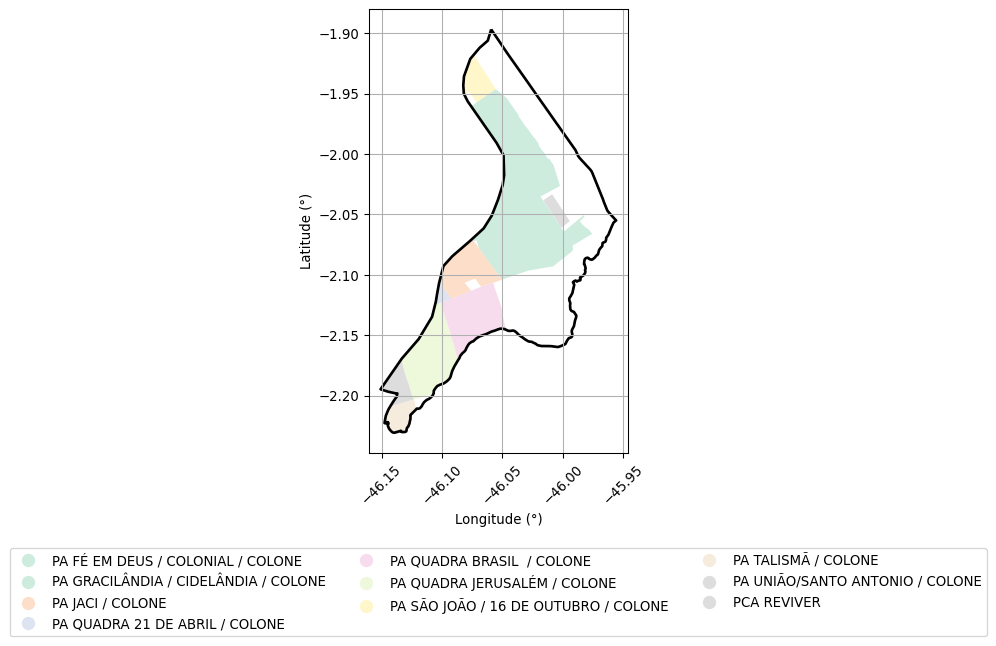 −1.90
−1.95
−2.00
−2.05
−2.10
−2.15
−2.20
Latitude (°)
−46.15
−46.10
−46.05
−46.00
−45.95
Longitude (°)
PA FÉ EM DEUS / COLONIAL / COLONE
PA GRACILÂNDIA / CIDELÂNDIA / COLONE
PA JACI / COLONE
PA QUADRA 21 DE ABRIL / COLONE
PA QUADRA BRASIL  / COLONE
PA QUADRA JERUSALÉM / COLONE
PA SÃO JOÃO / 16 DE OUTUBRO / COLONE
PA TALISMÃ / COLONE
PA UNIÃO/SANTO ANTONIO / COLONE
PCA REVIVER